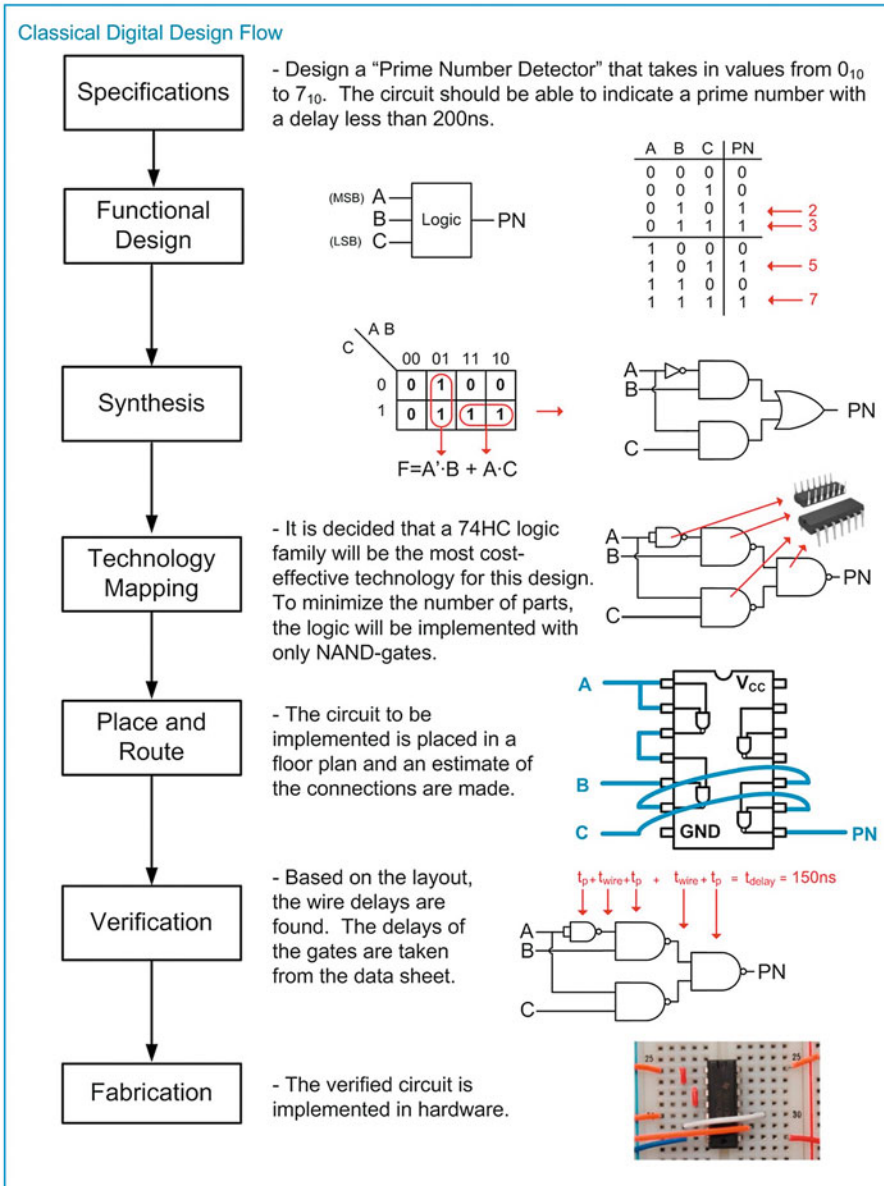 Classical Digital Design Flow
Specifications
- Design a “Prime Number Detector” that takes in values from 0₁₀
to 7₁₀. The circuit should be able to indicate a prime number with
a delay less than 200ns.
Functional
Design
(MSB) A
B
(LSB) C
Logic
PN
A B C PN
0 0 0 0
0 0 1 0
0 1 0 1 2
0 1 1 1 3
1 0 0 0
1 0 1 1 5
1 1 0 0
1 1 1 1 7
Synthesis
A B
C
00 01 11 10
0 0 1 0 0
1 0 1 1 1
F=A'·B + A·C
A
B
C
PN
Technology
Mapping
- It is decided that a 74HC logic
family will be the most cost-
effective technology for this design.
To minimize the number of parts,
the logic will be implemented with
only NAND-gates.
A
B
C
PN
Place and
Route
- The circuit to be
implemented is placed in a
floor plan and an estimate of
the connections are made.
A
VCC
B
C
GND
PN
Verification
- Based on the layout,
the wire delays are
found. The delays of
the gates are taken
from the data sheet.
tp+twire+tp + twire+tp = tdelay = 150ns
A
B
C
PN
Fabrication
- The verified circuit is
implemented in hardware.
25
25
30